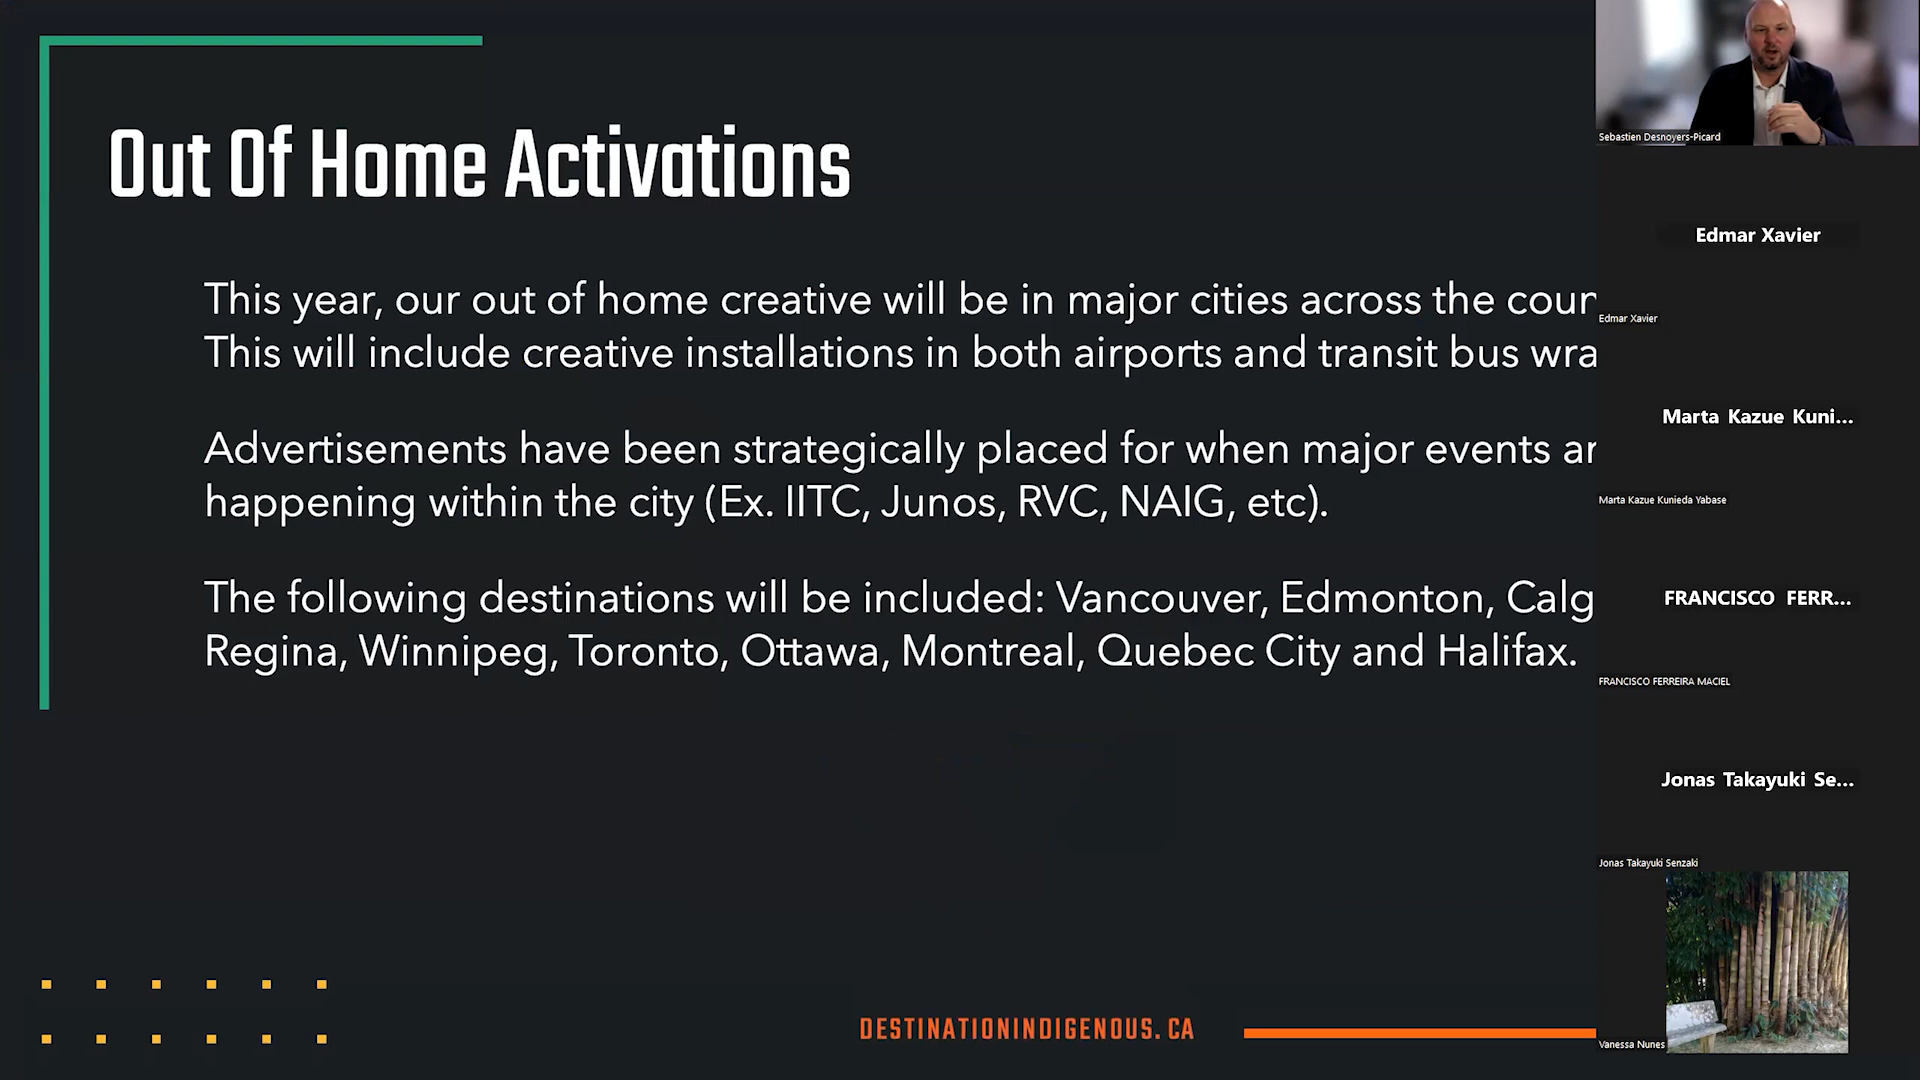 Out Of Home Activations
This year, our out of home creative will be in major cities across the coun
This will include creative installations in both airports and transit bus wra
Advertisements have been strategically placed for when major events ar
happening within the city (Ex. IITC, Junos, RVC, NAIG, etc).
The following destinations will be included: Vancouver, Edmonton, Calg
Regina, Winnipeg, Toronto, Ottawa, Montreal, Quebec City and Halifax.
DESTINATIONINDIGENOUS.CA
Sebastien Desnoyers-Picard
Edmar Xavier
Edmar Xavier
Marta Kazue Kuni...
Marta Kazue Kunieda Yabase
FRANCISCO FERR...
FRANCISCO FERREIRA MACIEL
Jonas Takayuki Se...
Jonas Takayuki Senzaki
Vanessa Nunes